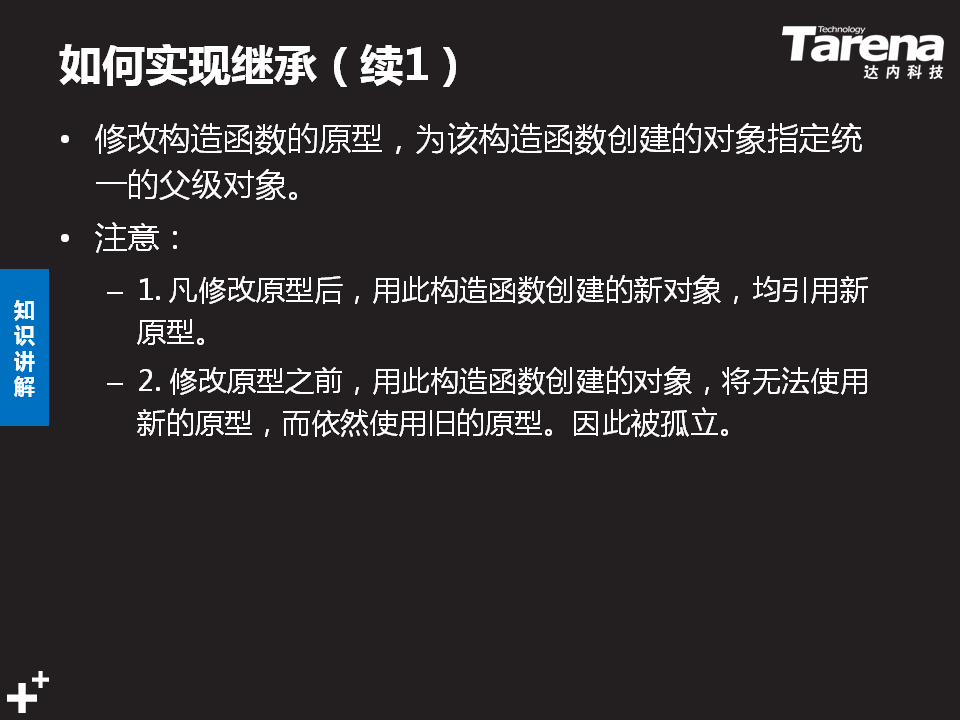 如何实现继承（续1）
Technology
Tarena
达内科技
• 修改构造函数的原型，为该构造函数创建的对象指定统
一的父级对象。
• 注意：
– 1. 凡修改原型后，用此构造函数创建的新对象，均引用新
原型。
– 2. 修改原型之前，用此构造函数创建的对象，将无法使用
新的原型，而依然使用旧的原型。因此被孤立。
知
识
讲
解